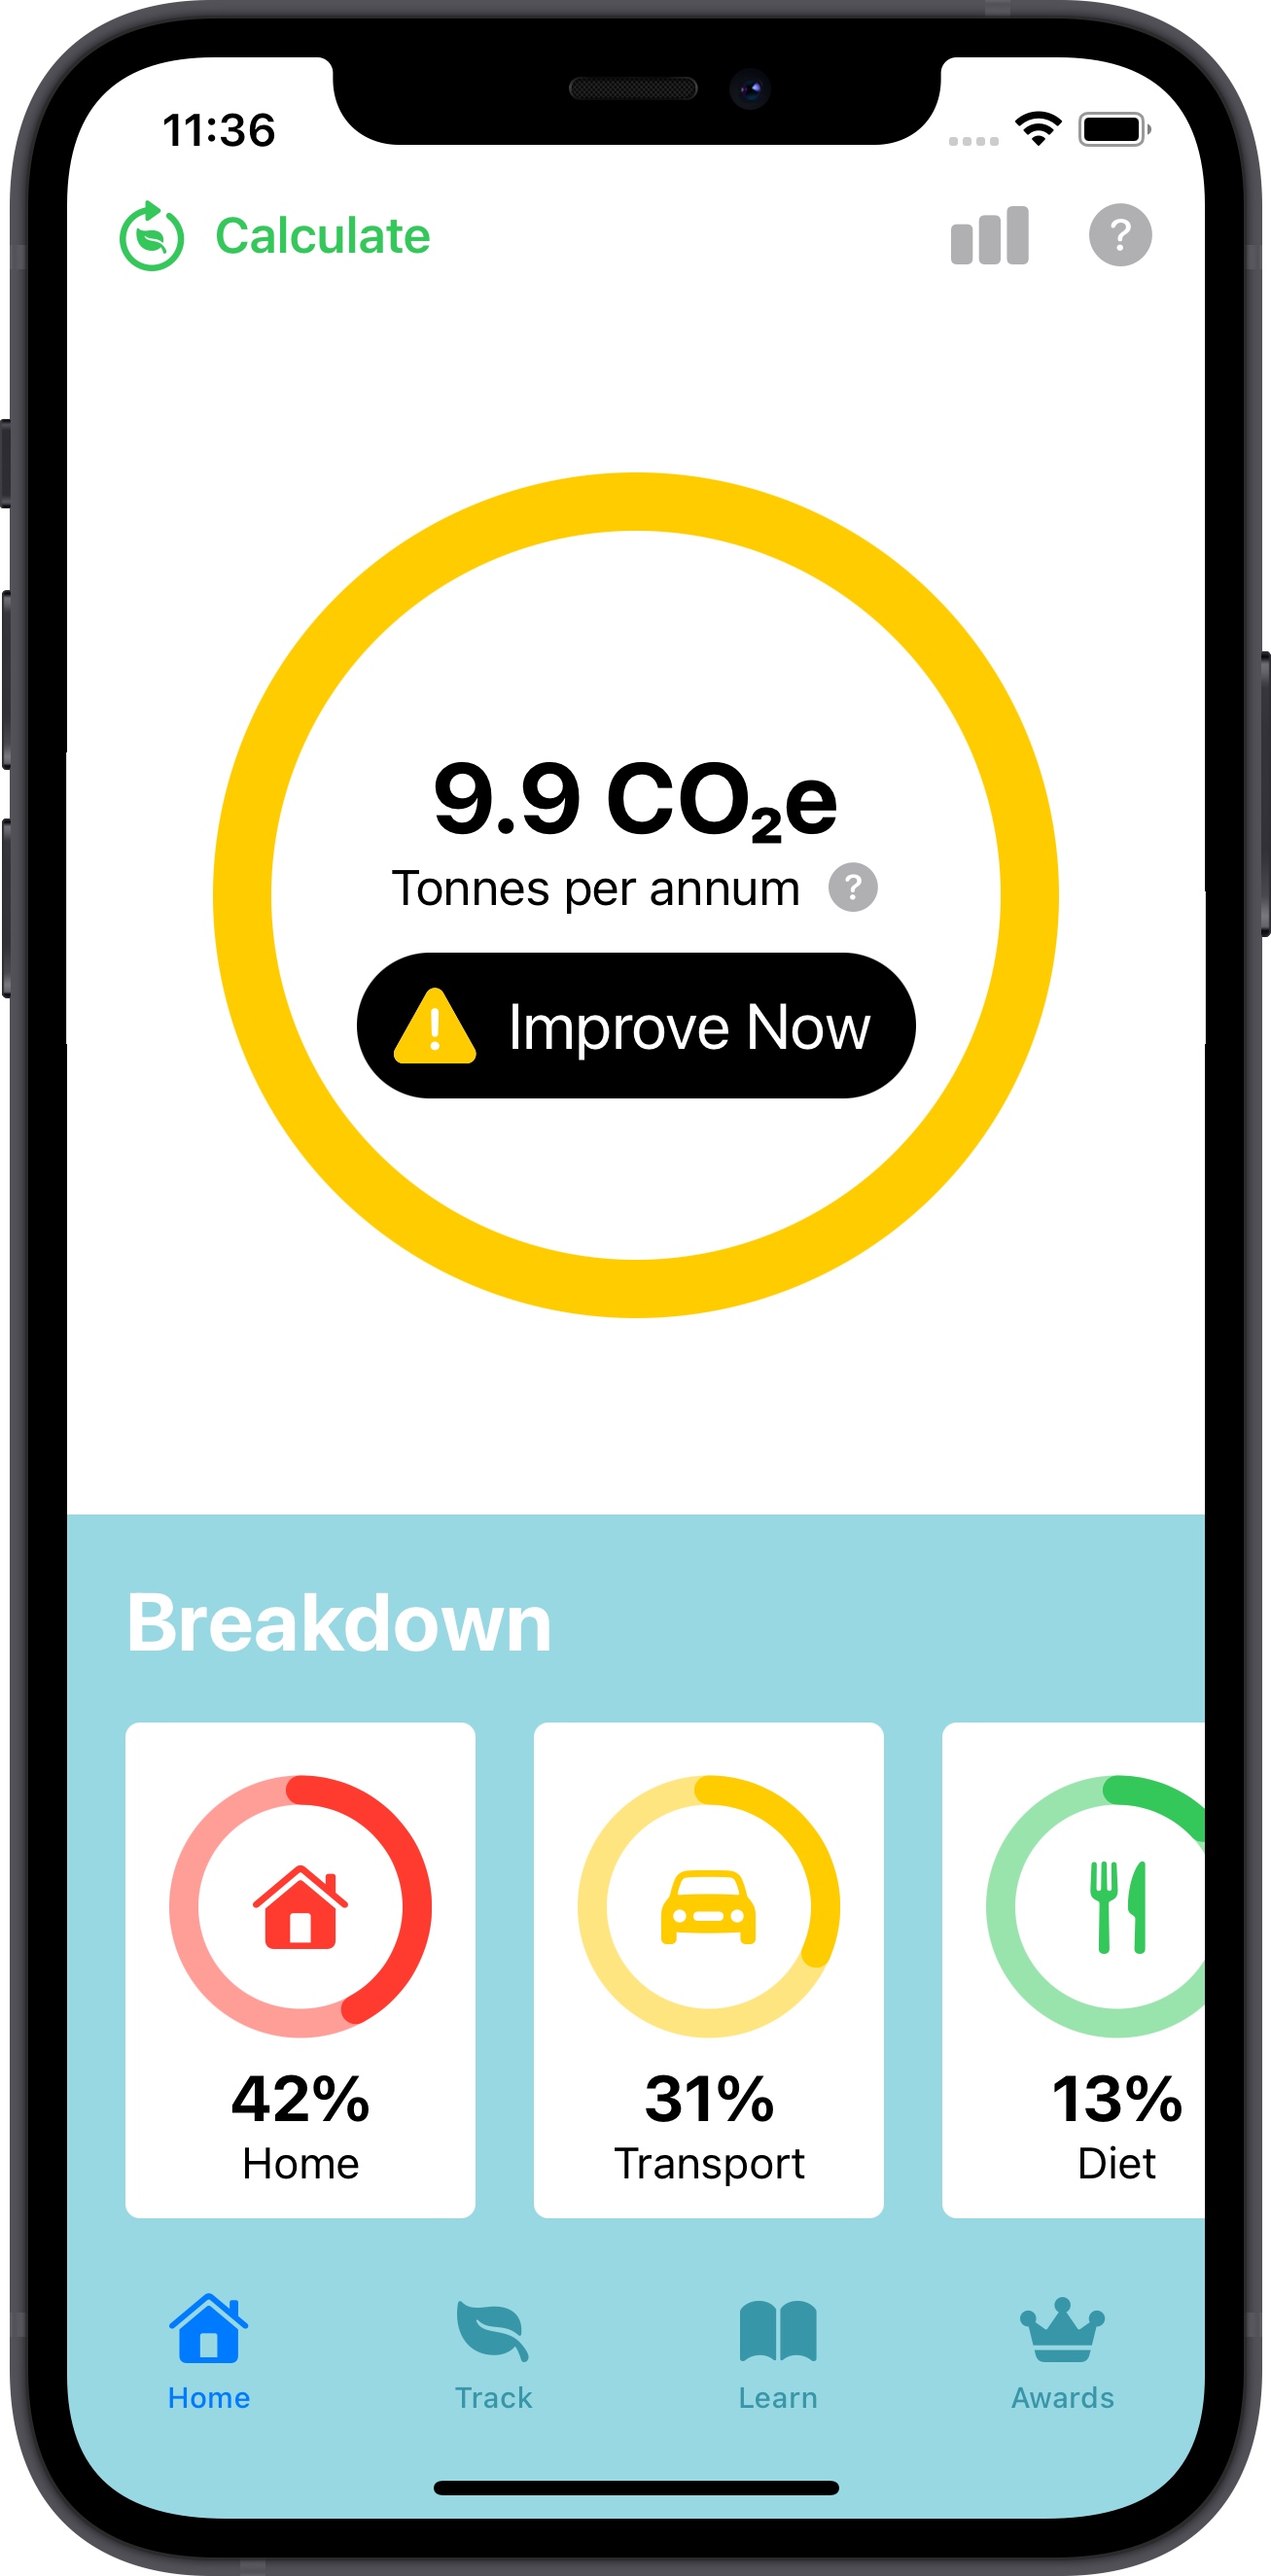 11:36
Calculate
?
9.9 CO₂e
Tonnes per annum ?
! Improve Now
Breakdown
42%
Home
31%
Transport
13%
Diet
Home
Track
Learn
Awards